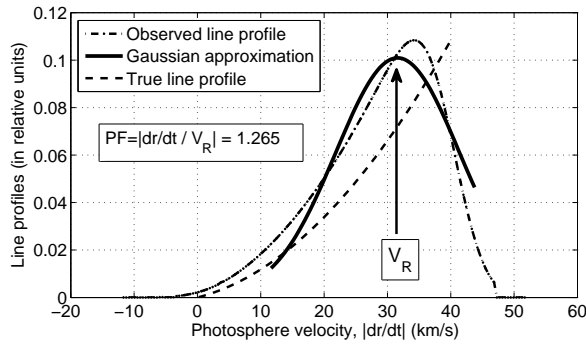 0.12
0.1
0.08
0.06
0.04
0.02
0
Line profiles (in relative units)
Observed line profile
Gaussian approximation
True line profile
PF=|dr/dt / V_R| = 1.265
V_R
−20 −10 0 10 20 30 40 50 60
Photosphere velocity, |dr/dt| (km/s)